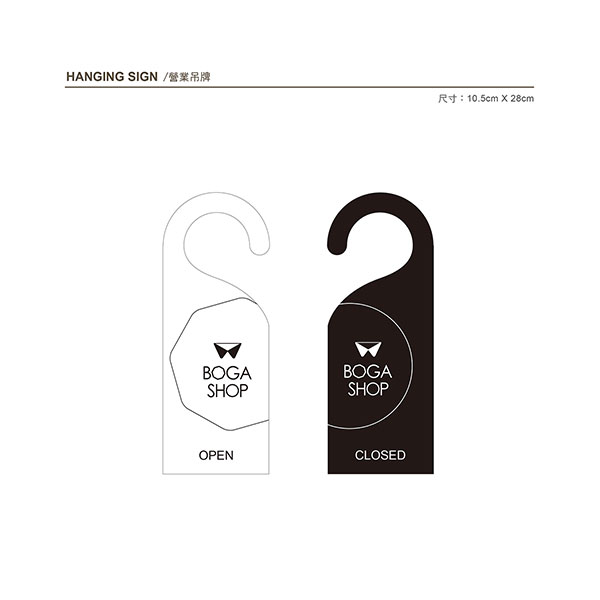 HANGING SIGN /營業吊牌
尺寸：10.5cm X 28cm
BOGA
SHOP
OPEN
BOGA
SHOP
CLOSED